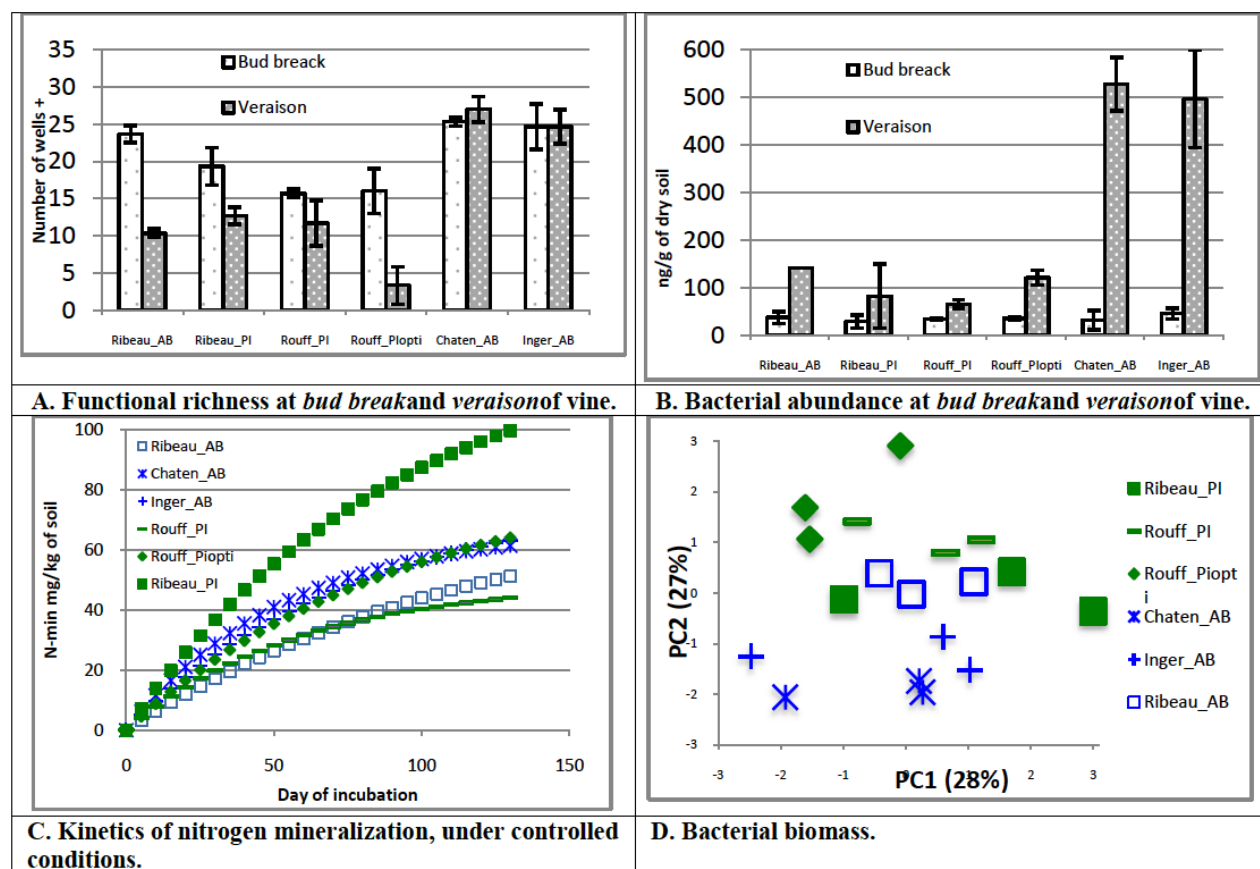 35
30
25
20
15
10
5
0
Number of wells +
Bud breack
Veraison
Ribeau_AB
Ribeau_PI
Rouff_PI
Rouff_PIopti
Chaten_AB
Inger_AB
600
500
400
300
200
100
0
ng/g of dry soil
Bud breack
Veraison
Ribeau_AB
Ribeau_PI
Rouff_PI
Rouff_PIopti
Chaten_AB
Inger_AB
A. Functional richness at bud breakand veraisonof vine.
B. Bacterial abundance at bud breakand veraisonof vine.
100
80
60
40
20
0
N-min mg/kg of soil
Ribeau_AB
Chaten_AB
Inger_AB
Rouff_PI
Rouff_Piopti
Ribeau_PI
0
50
100
150
Day of incubation
3
2
1
0
-1
-2
-3
PC2 (27%)
-3
-2
-1
0
1
2
3
PC1 (28%)
Ribeau_PI
Rouff_PI
Rouff_Piopt
i
Chaten_AB
Inger_AB
Ribeau_AB
C. Kinetics of nitrogen mineralization, under controlled
conditions.
D. Bacterial biomass.